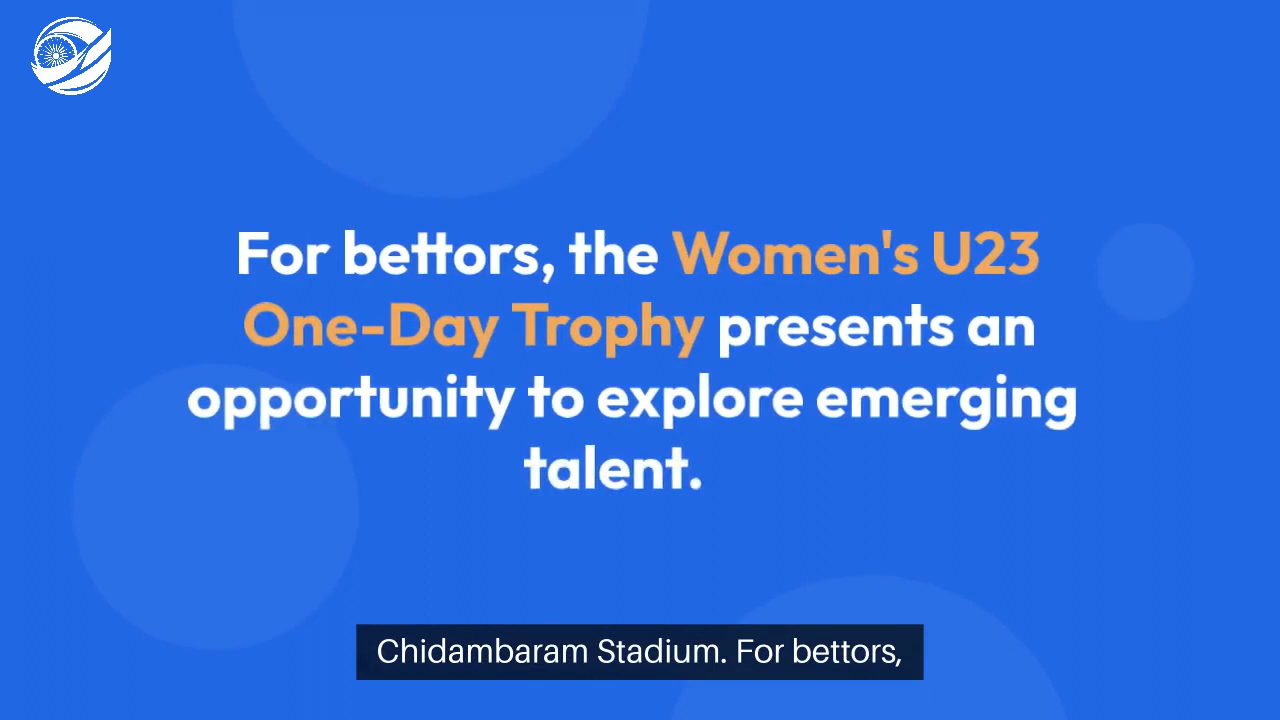 For bettors, the Women's U23
One-Day Trophy presents an
opportunity to explore emerging
talent.
Chidambaram Stadium. For bettors,